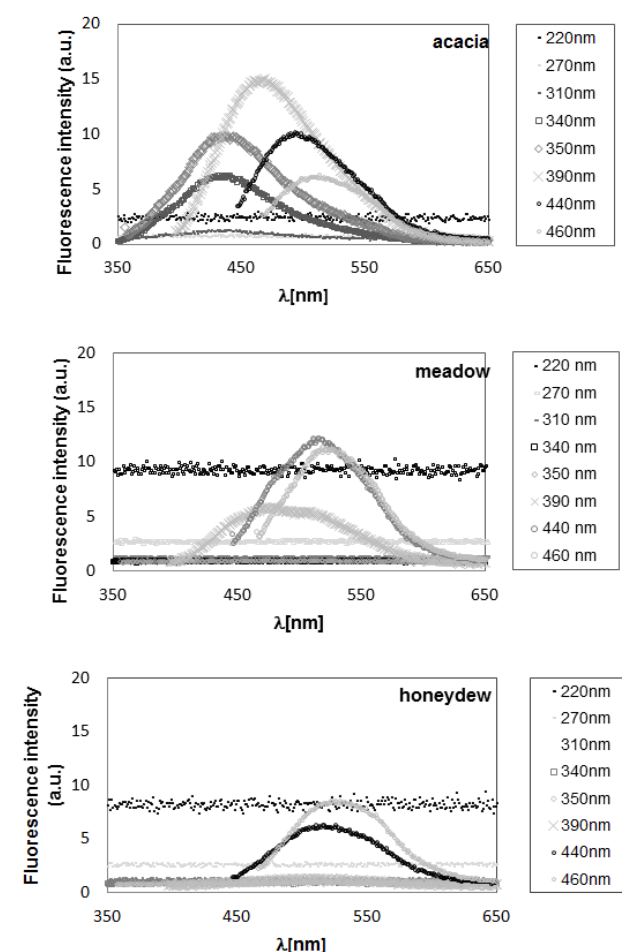 20
15
10
5
0
Fluorescence intensity (a.u.)
acacia
350 450 550 650
λ[nm]
220nm
270nm
310nm
340nm
350nm
390nm
440nm
460nm
20
15
10
5
0
Fluorescence intensity (a.u.)
meadow
350 450 550 650
λ[nm]
220 nm
270 nm
310 nm
340 nm
350 nm
390 nm
440 nm
460 nm
20
15
10
5
0
Fluorescence intensity
(a.u.)
honeydew
350 450 550 650
λ[nm]
220nm
270nm
310nm
340nm
350nm
390nm
440nm
460nm